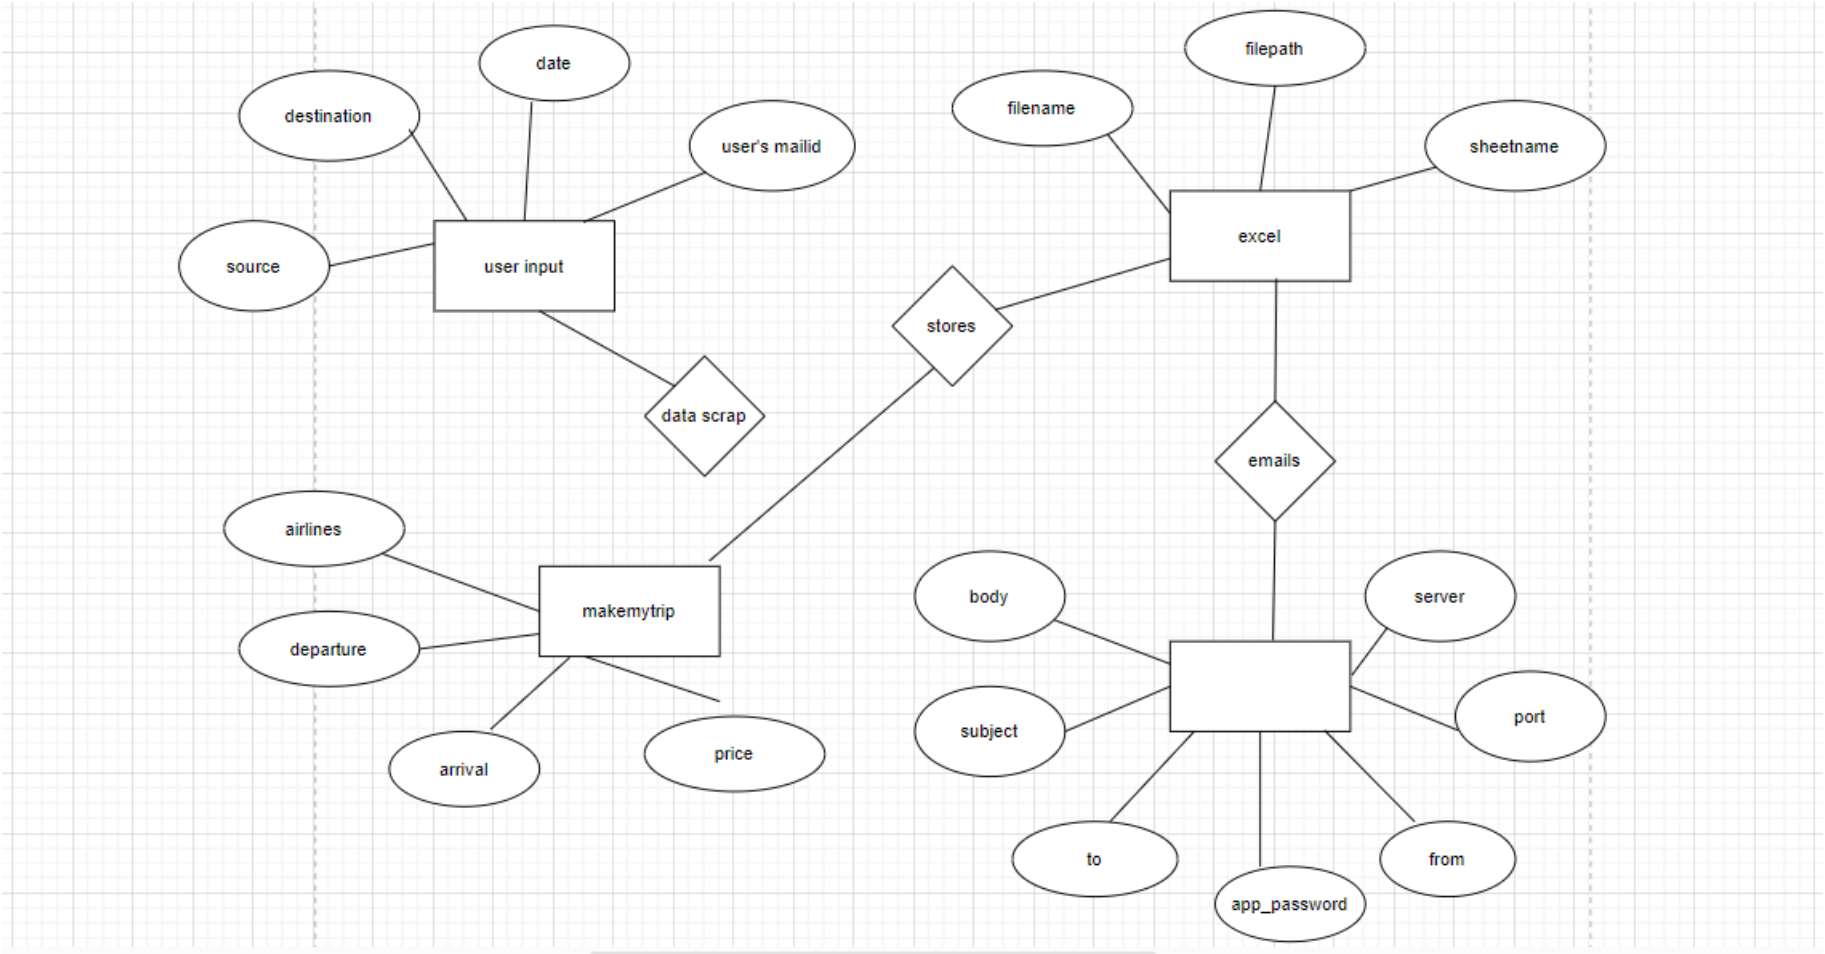 date
filepath
destination
filename
user's mailid
sheetname
source
user input
excel
stores
data scrap
emails
airlines
makemytrip
body
server
departure
subject
port
arrival
price
to
from
app_password